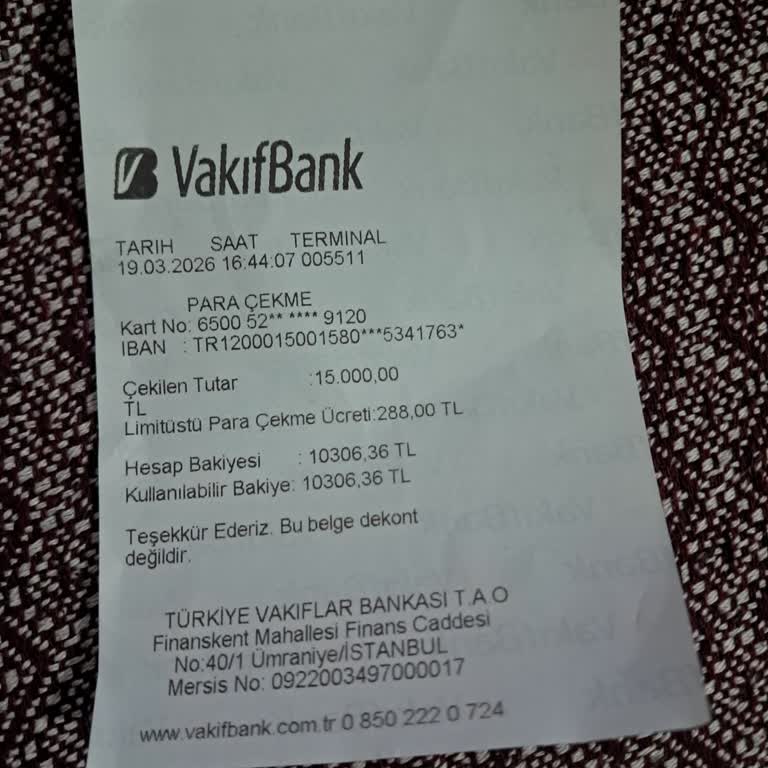 VakıfBank
TARIH SAAT TERMINAL
19.03.2026 16:44:07 005511
PARA ÇEKME
Kart No: 6500 52** **** 9120
IBAN : TR1200015001580***5341763*
Çekilen Tutar :15.000,00
TL
Limitüstü Para Çekme Ücreti:288,00 TL
Hesap Bakiyesi : 10306,36 TL
Kullanılabilir Bakiye: 10306,36 TL
Teşekkür Ederiz. Bu belge dekont
değildir.
TÜRKİYE VAKIFLAR BANKASI T.A.O
Finanskent Mahallesi Finans Caddesi
No:40/1 Ümraniye/İSTANBUL
Mersis No: 0922003497000017
www.vakifbank.com.tr 0 850 222 0 724